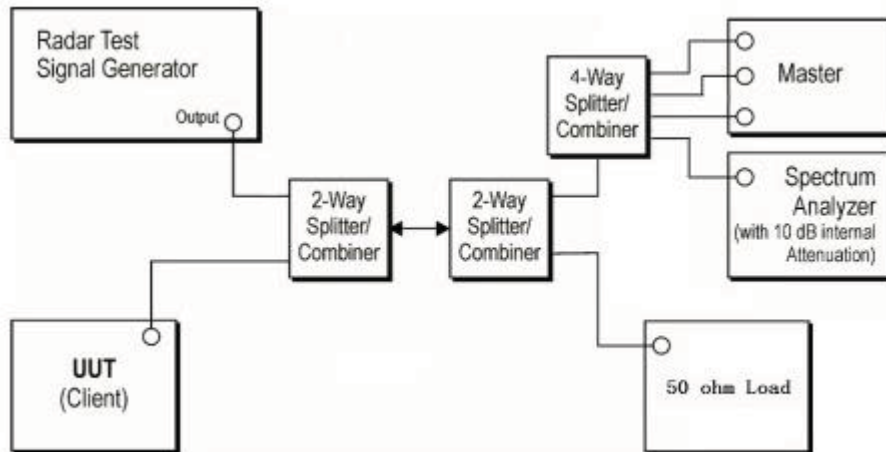 Radar Test
Signal Generator
Output
2-Way
Splitter/
Combiner
2-Way
Splitter/
Combiner
4-Way
Splitter/
Combiner
Master
Spectrum
Analyzer
(with 10 dB internal
Attenuation)
UUT
(Client)
50 ohm Load